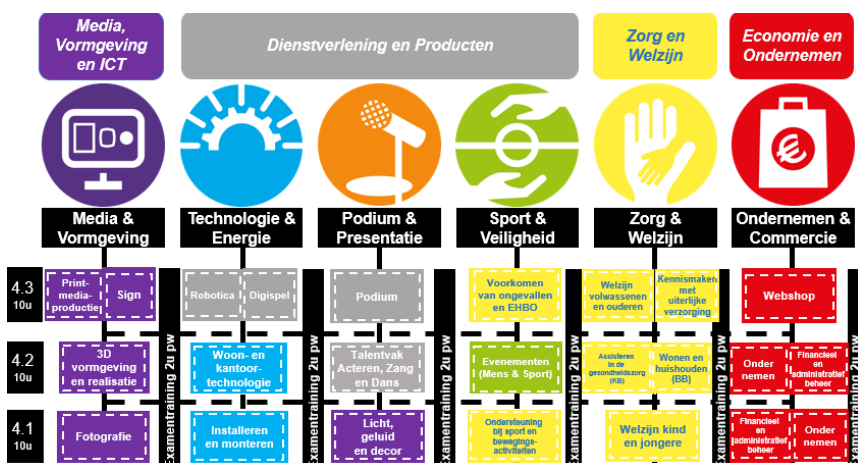 Media,
Vormgeving
en ICT
Dienstverlening en Producten
Zorg en
Welzijn
Economie en
Ondernemen
Media &
Vormgeving
Technologie &
Energie
Podium &
Presentatie
Sport &
Veiligheid
Zorg &
Welzijn
Ondernemen &
Commercie
4.3
10u
Print-
media-
productie
Sign
Robotica
Digispel
Podium
Voorkomen
van ongevallen
en EHBO
Welzijn
volwassenen
en ouderen
Kennismaken
met
uiterlijke
verzorging
Webshop
4.2
10u
3D
vormgeving
en realisatie
Woon- en
kantoor-
technologie
Talentvak
Acteren, Zang
en Dans
Evenementen
(Mens & Sport)
Assisteren
in de
gezondheidszorg
(KB)
Wonen en
huishouden
(BB)
Onder
nemen
Financieel
en
administratief
beheer
4.1
10u
Fotografie
Installeren
en monteren
Licht,
geluid
en decor
Ondersteuning
bij sport en
bewegings-
activiteiten
Welzijn kind
en jongere
Financieel
en
administratief
beheer
Onder
nemen
Examentraining 2u pw
Examentraining 2u pw
Examentraining 2u pw
Examentraining 2u pw
Examentraining 2u pw
Examentraining 2u pw